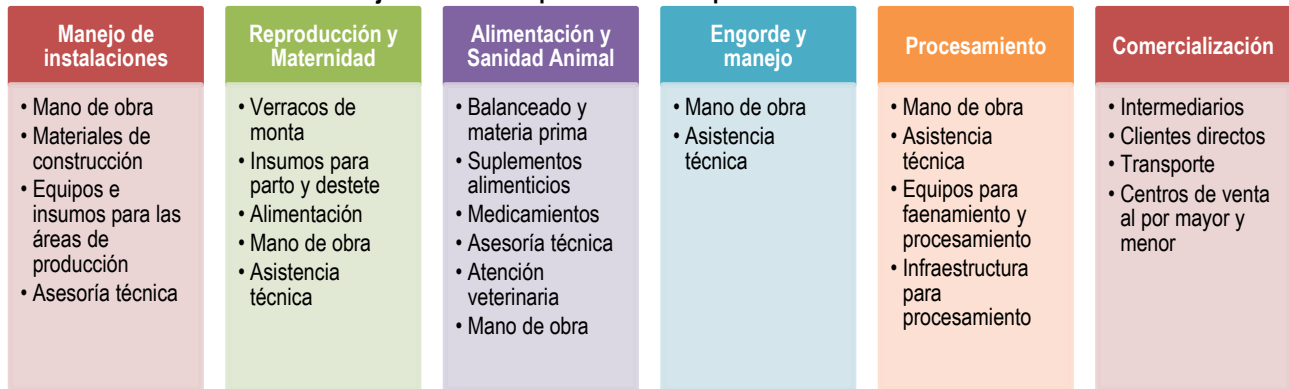 Manejo de
instalaciones
• Mano de obra
• Materiales de
construcción
• Equipos e
insumos para las
áreas de
producción
• Asesoría técnica
Reproducción y
Maternidad
• Verracos de
monta
• Insumos para
parto y destete
• Alimentación
• Mano de obra
• Asistencia
técnica
Alimentación y
Sanidad Animal
• Balanceado y
materia prima
• Suplementos
alimenticios
• Medicamientos
• Asesoría técnica
• Atención
veterinaria
• Mano de obra
Engorde y
manejo
• Mano de obra
• Asistencia
técnica
Procesamiento
• Mano de obra
• Asistencia
técnica
• Equipos para
faenamiento y
procesamiento
• Infraestructura
para
procesamiento
Comercialización
• Intermediarios
• Clientes directos
• Transporte
• Centros de venta
al por mayor y
menor